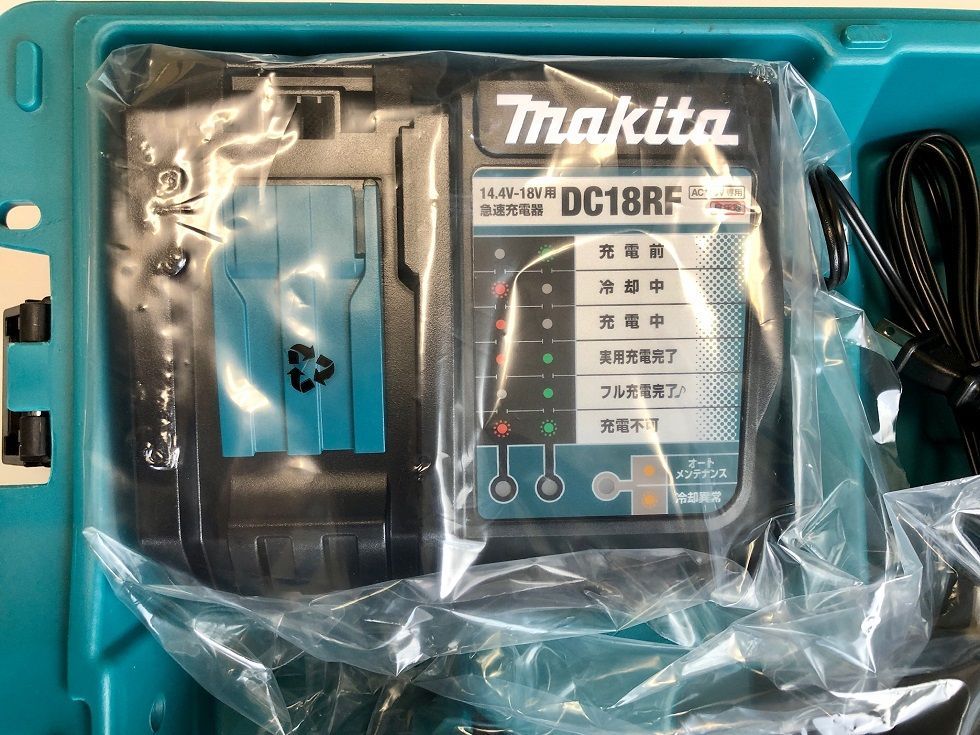 makita
14.4V-18V用
急速充電器
DC18RF
充電前
冷却中
充電中
実用充電完了
フル充電完了♪
充電不可
オート
メンテナンス
冷却異常